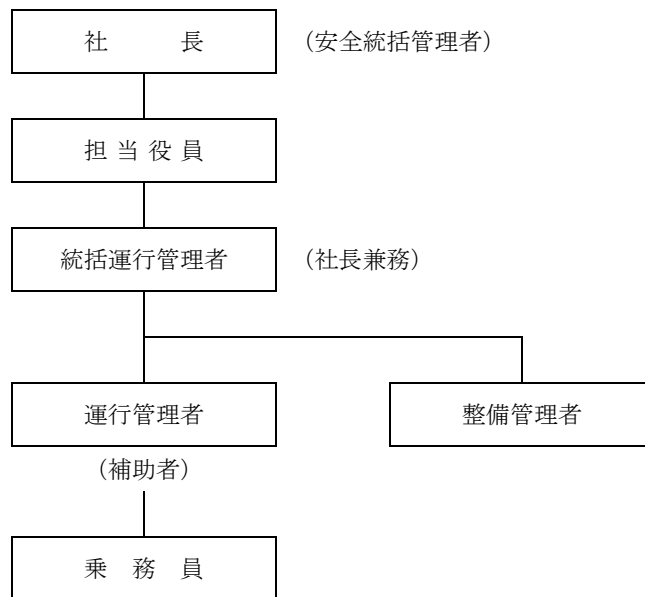 社　　　長　（安全統括管理者）
担 当 役 員
統括運行管理者　（社長兼務）
運行管理者　整備管理者
（補助者）
乗　務　員